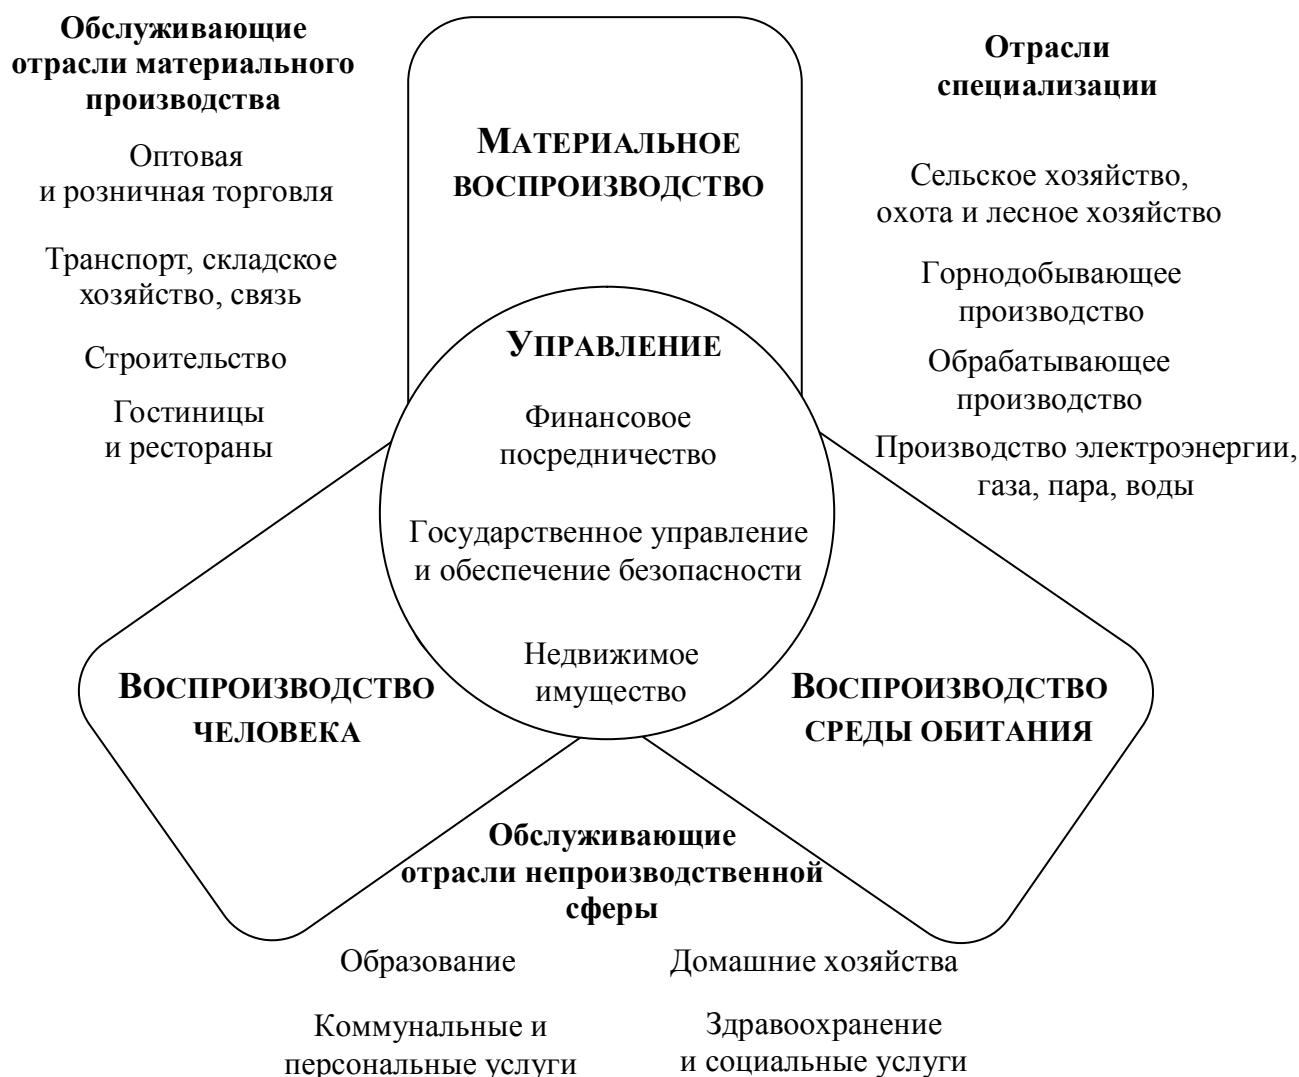 Обслуживающие
отрасли материального
производства
Оптовая
и розничная торговля
Транспорт, складское
хозяйство, связь
Строительство
Гостиницы
и рестораны
МАТЕРИАЛЬНОЕ
ВОСПРОИЗВОДСТВО
Отрасли
специализации
Сельское хозяйство,
охота и лесное хозяйство
Горнодобывающее
производство
Обрабатывающее
производство
Производство электроэнергии,
газа, пара, воды
УПРАВЛЕНИЕ
Финансовое
посредничество
Государственное управление
и обеспечение безопасности
Недвижимое
имущество
ВОСПРОИЗВОДСТВО
ЧЕЛОВЕКА
ВОСПРОИЗВОДСТВО
СРЕДЫ ОБИТАНИЯ
Обслуживающие
отрасли непроизводственной
сферы
Образование
Домашние хозяйства
Коммунальные и
персональные услуги
Здравоохранение
и социальные услуги